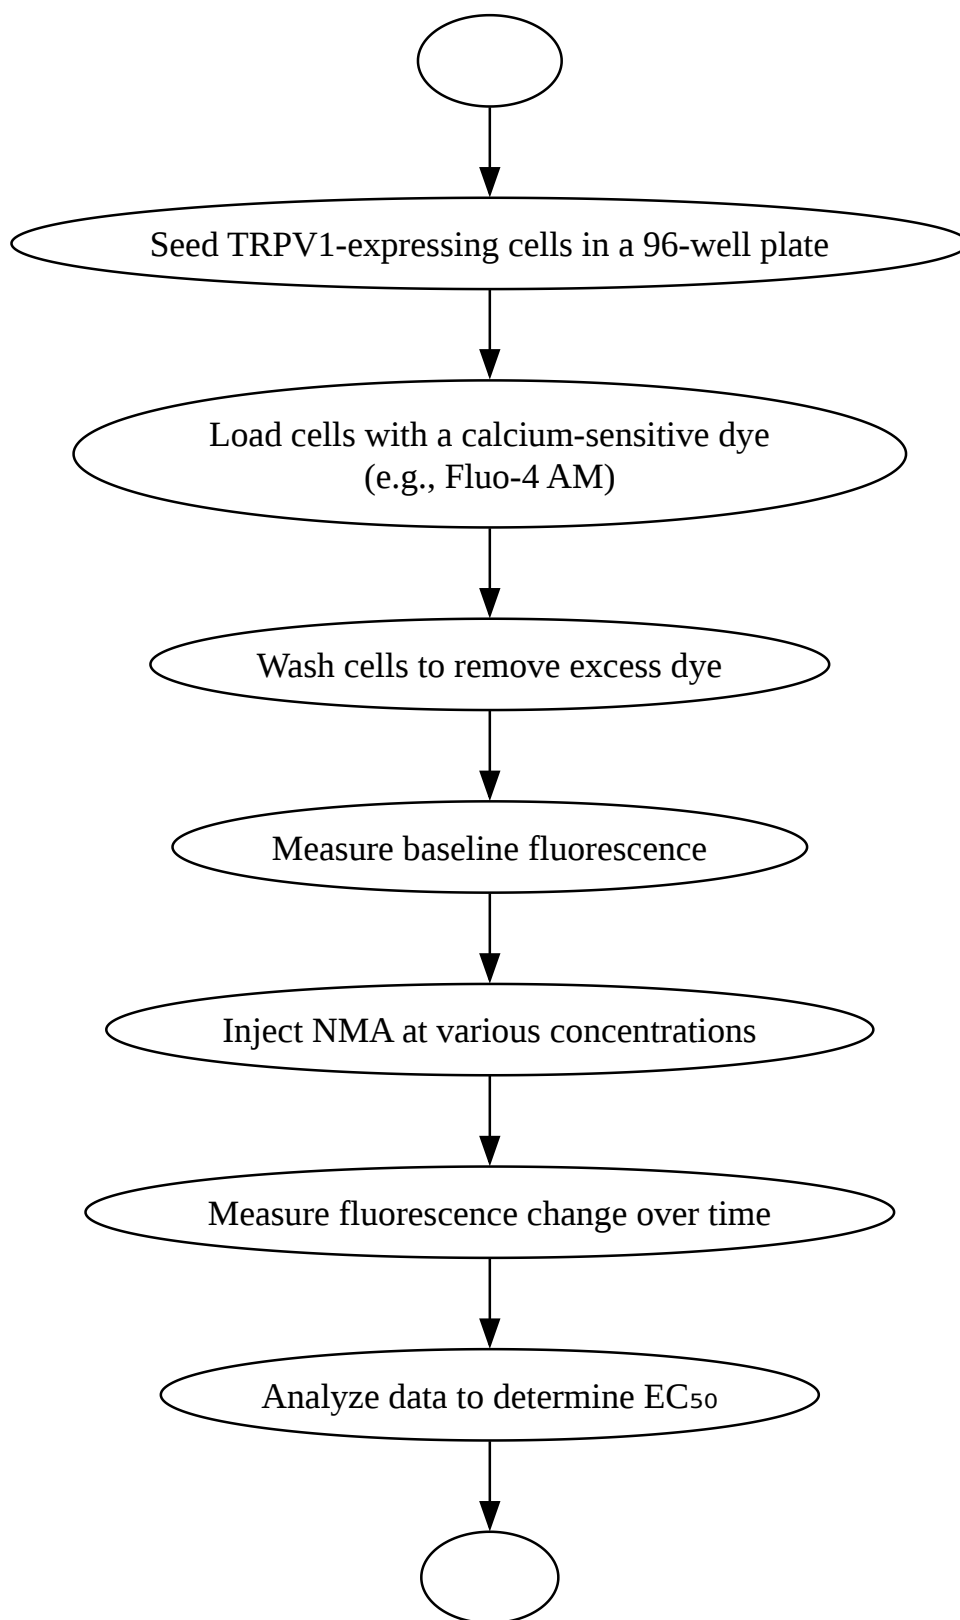 Seed TRPV1-expressing cells in a 96-well plate
Load cells with a calcium-sensitive dye
(e.g., Fluo-4 AM)
Wash cells to remove excess dye
Measure baseline fluorescence
Inject NMA at various concentrations
Measure fluorescence change over time
Analyze data to determine EC₅₀